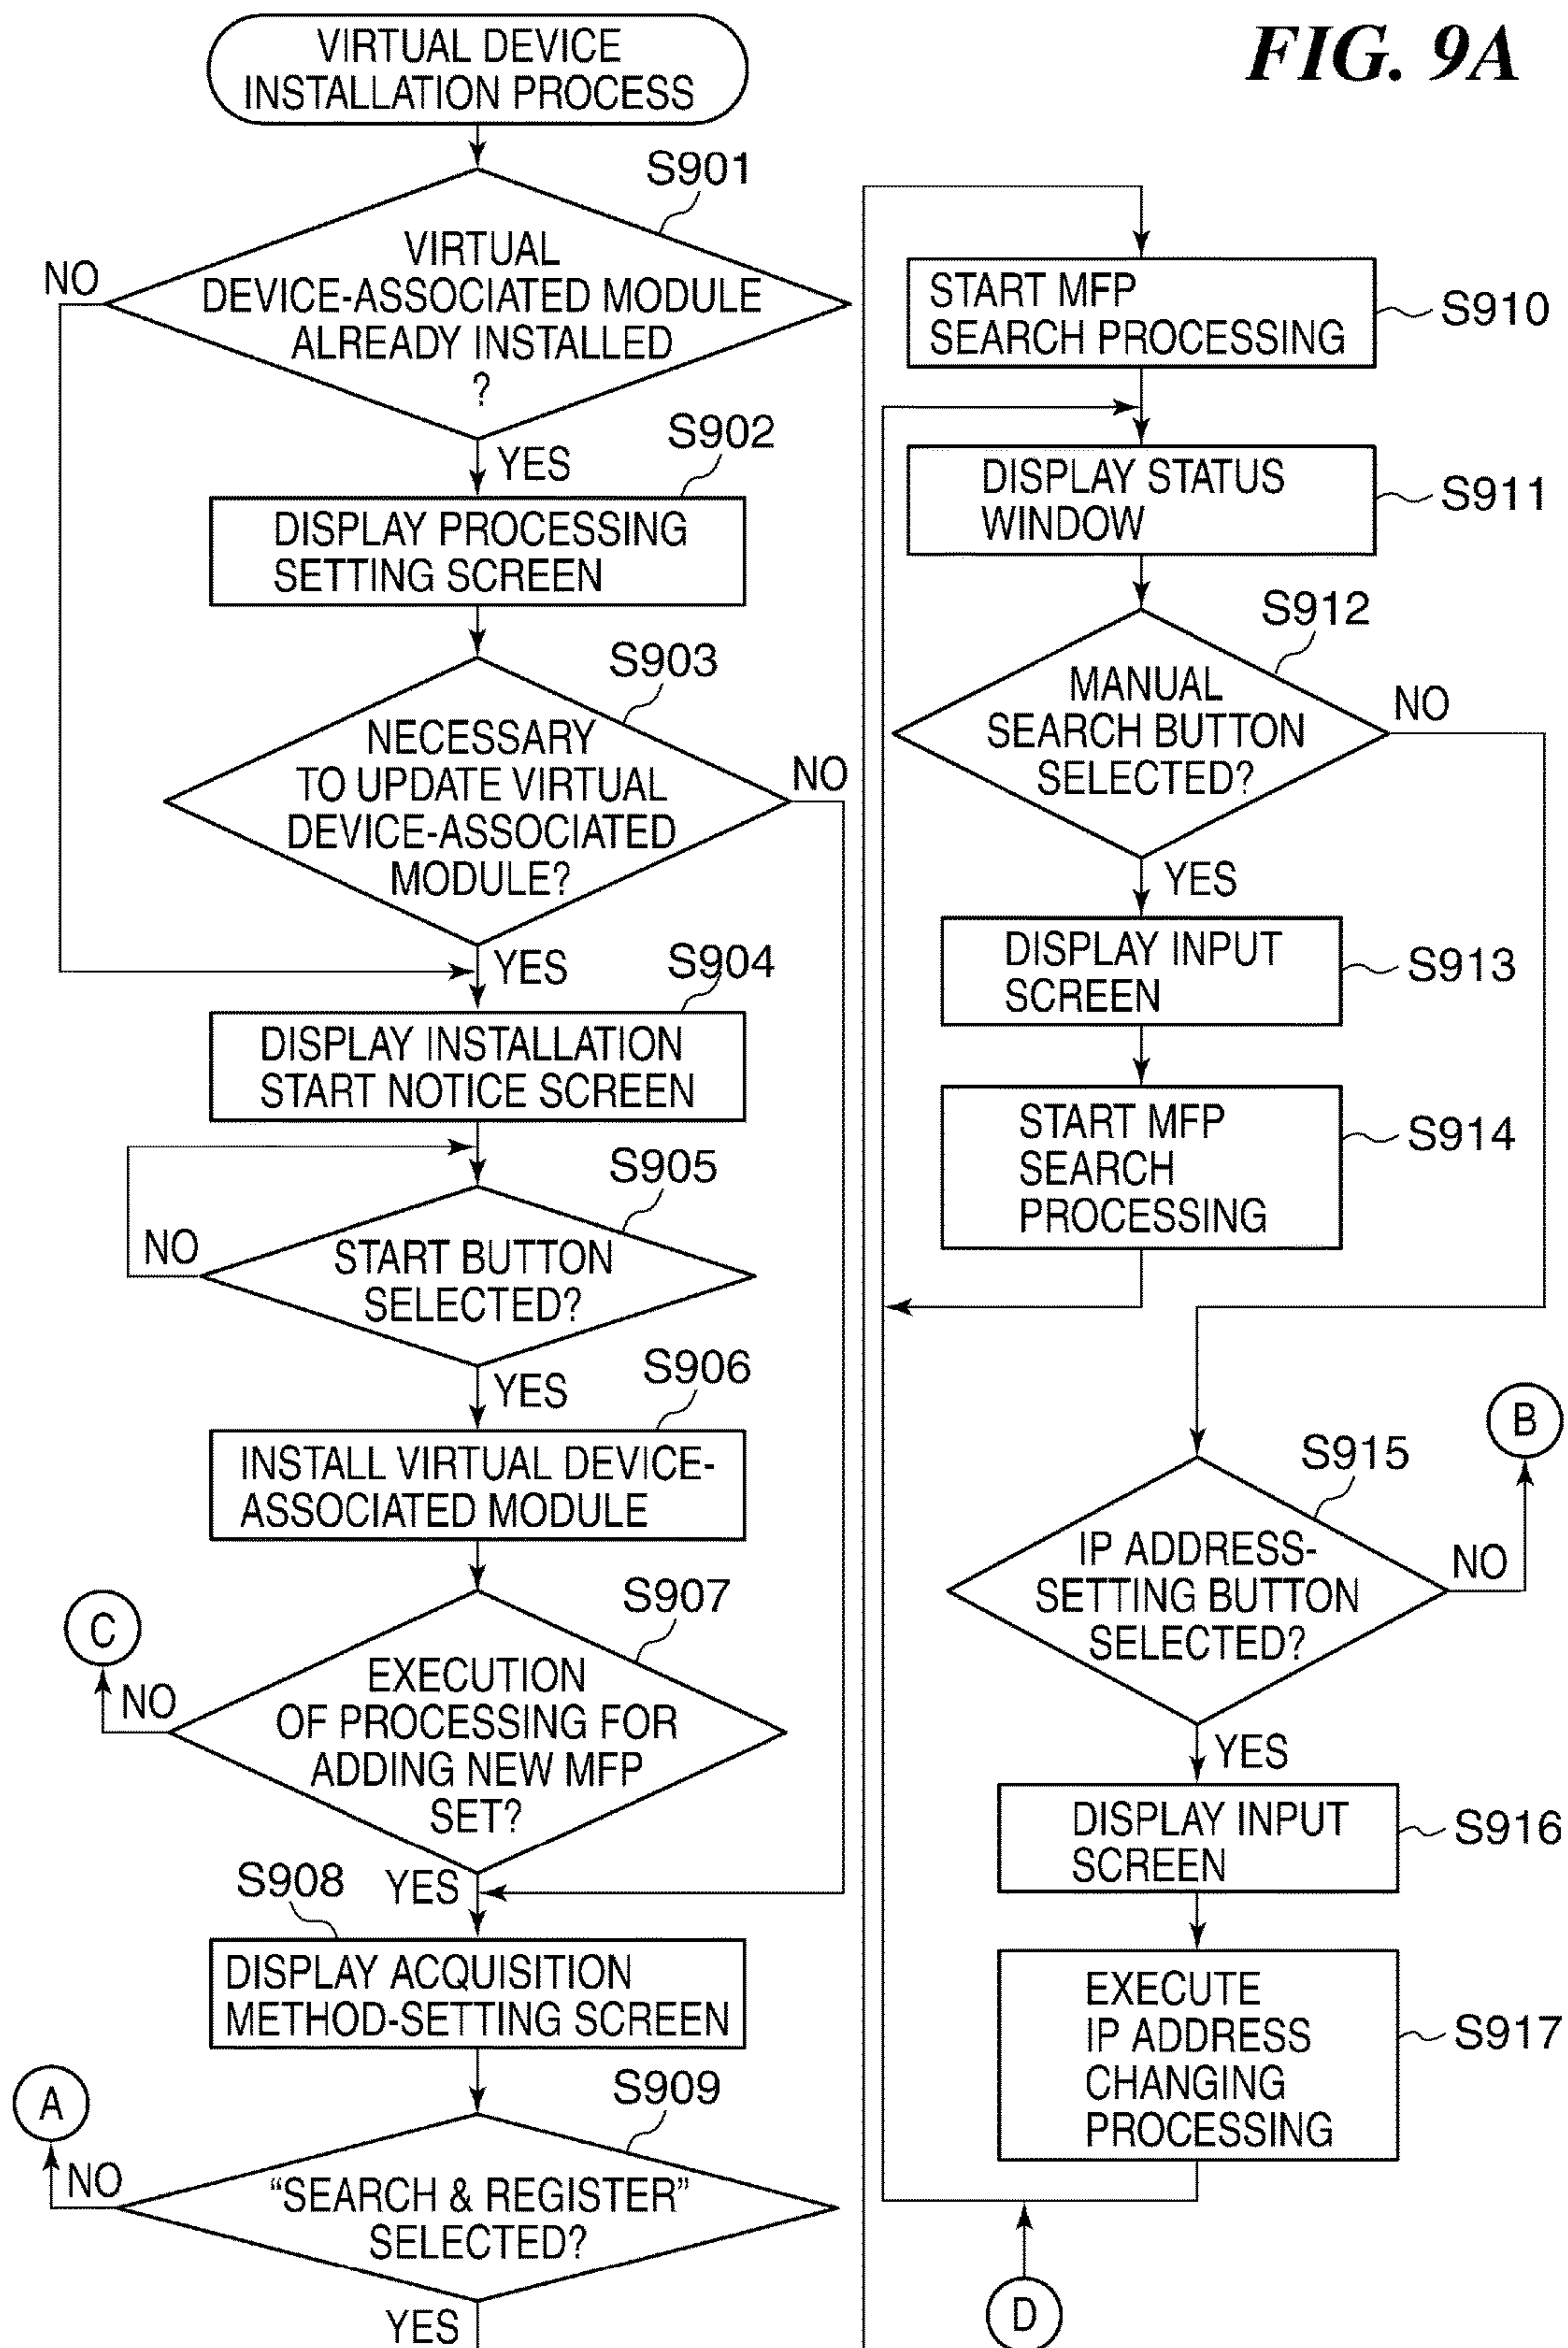 FIG. 9A
VIRTUAL DEVICE
INSTALLATION PROCESS
S901
VIRTUAL
DEVICE-ASSOCIATED MODULE
ALREADY INSTALLED
?
NO
YES
S902
DISPLAY PROCESSING
SETTING SCREEN
S903
NECESSARY
TO UPDATE VIRTUAL
DEVICE-ASSOCIATED
MODULE?
NO
YES
S904
DISPLAY INSTALLATION
START NOTICE SCREEN
S905
START BUTTON
SELECTED?
NO
YES
S906
INSTALL VIRTUAL DEVICE-
ASSOCIATED MODULE
S907
EXECUTION
OF PROCESSING FOR
ADDING NEW MFP
SET?
C
NO
YES
S908
DISPLAY ACQUISITION
METHOD-SETTING SCREEN
S909
"SEARCH & REGISTER"
SELECTED?
A
NO
YES
START MFP
SEARCH PROCESSING
S910
DISPLAY STATUS
WINDOW
S911
S912
MANUAL
SEARCH BUTTON
SELECTED?
NO
YES
DISPLAY INPUT
SCREEN
S913
START MFP
SEARCH
PROCESSING
S914
B
S915
IP ADDRESS-
SETTING BUTTON
SELECTED?
NO
YES
DISPLAY INPUT
SCREEN
S916
EXECUTE
IP ADDRESS
CHANGING
PROCESSING
S917
D